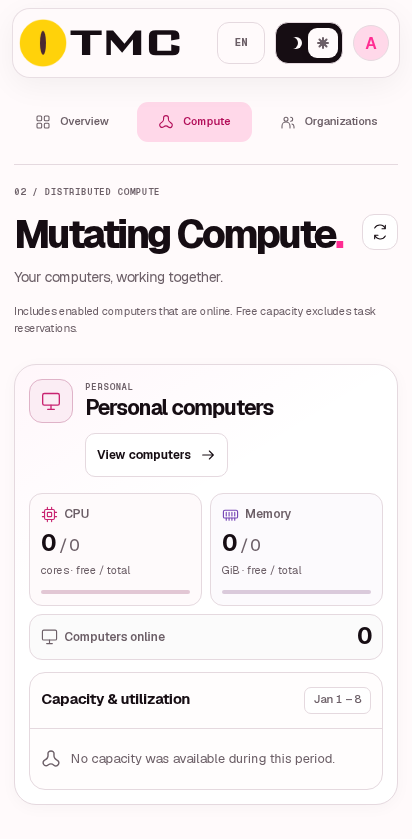 TMC
EN
A
Overview
Compute
Organizations
02 / DISTRIBUTED COMPUTE
Mutating Compute.
Your computers, working together.
Includes enabled computers that are online. Free capacity excludes task
reservations.
PERSONAL
Personal computers
View computers
CPU
0 / 0
cores · free / total
Memory
0 / 0
GiB · free / total
Computers online
0
Capacity & utilization
Jan 1 – 8
No capacity was available during this period.